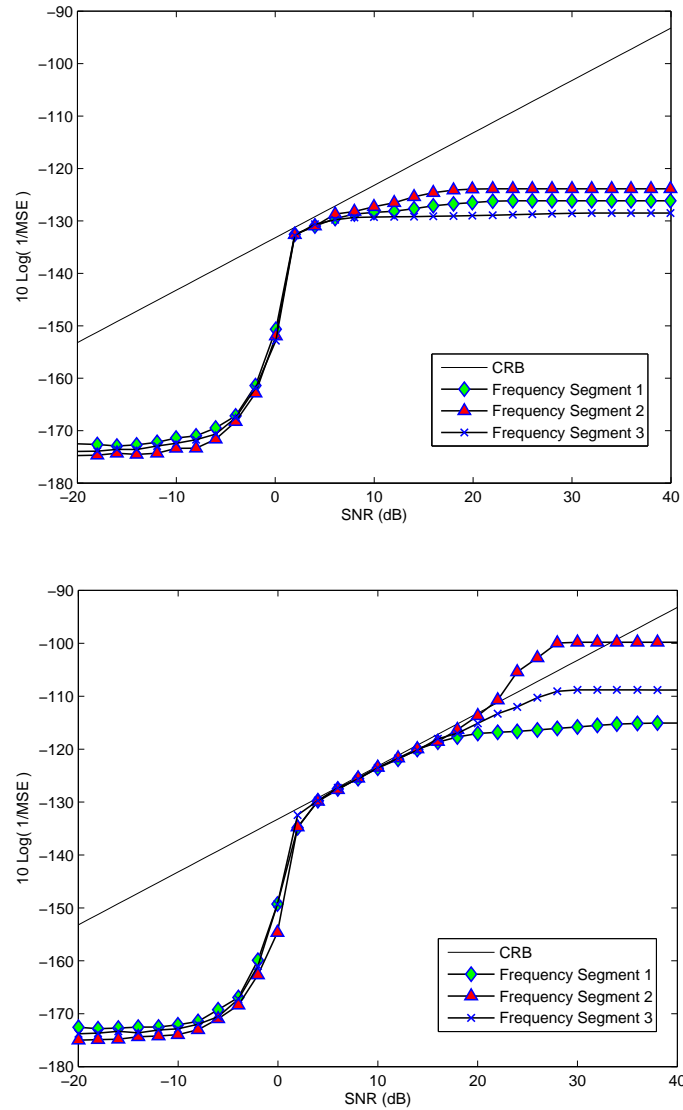 −90
−100
−110
−120
−130
−140
−150
−160
−170
−180
10 Log( 1/MSE )
−20 −10 0 10 20 30 40
SNR (dB)
CRB
Frequency Segment 1
Frequency Segment 2
Frequency Segment 3
−90
−100
−110
−120
−130
−140
−150
−160
−170
−180
10 Log( 1/MSE )
−20 −10 0 10 20 30 40
SNR (dB)
CRB
Frequency Segment 1
Frequency Segment 2
Frequency Segment 3